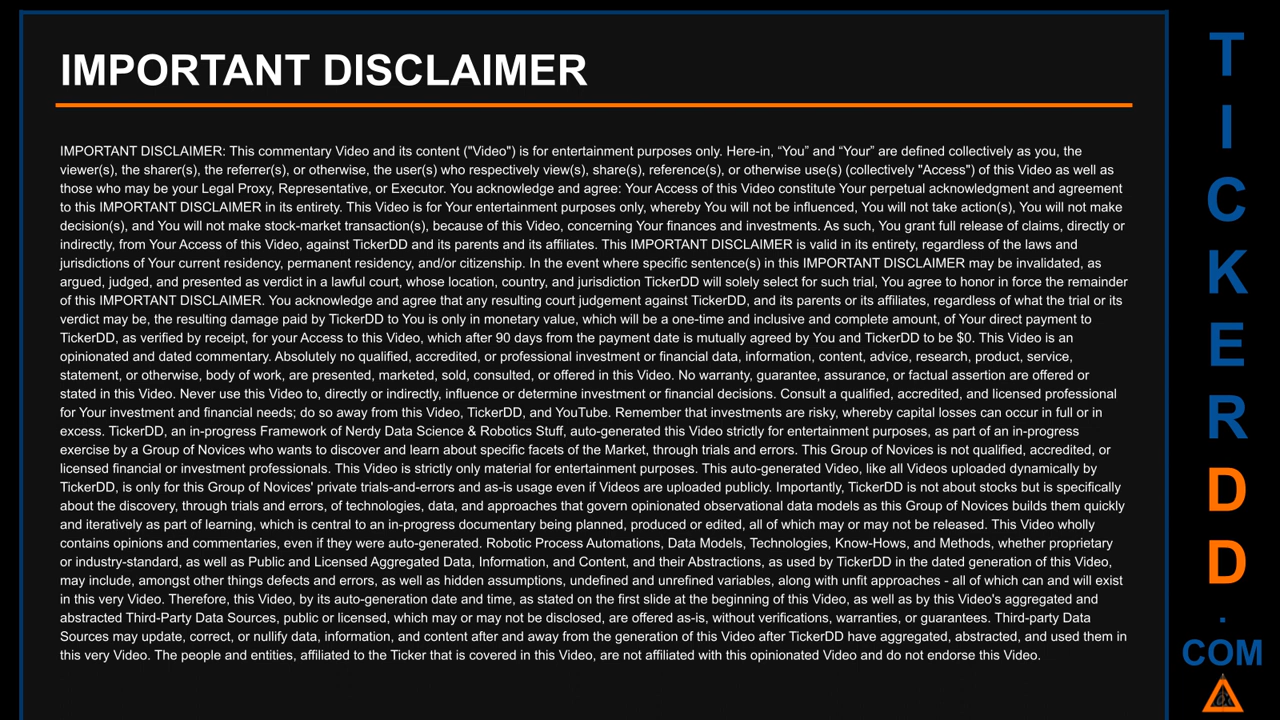 IMPORTANT DISCLAIMER
IMPORTANT DISCLAIMER: This commentary Video and its content ("Video") is for entertainment purposes only. Here-in, “You” and “Your” are defined collectively as you, the
viewer(s), the sharer(s), the referrer(s), or otherwise, the user(s) who respectively view(s), share(s), reference(s), or otherwise use(s) (collectively "Access") of this Video as well as
those who may be your Legal Proxy, Representative, or Executor. You acknowledge and agree: Your Access of this Video constitute Your perpetual acknowledgment and agreement
to this IMPORTANT DISCLAIMER in its entirety. This Video is for Your entertainment purposes only, whereby You will not be influenced, You will not take action(s), You will not make
decision(s), and You will not make stock-market transaction(s), because of this Video, concerning Your finances and investments. As such, You grant full release of claims, directly or
indirectly, from Your Access of this Video, against TickerDD and its parents and its affiliates. This IMPORTANT DISCLAIMER is valid in its entirety, regardless of the laws and
jurisdictions of Your current residency, permanent residency, and/or citizenship. In the event where specific sentence(s) in this IMPORTANT DISCLAIMER may be invalidated, as
argued, judged, and presented as verdict in a lawful court, whose location, country, and jurisdiction TickerDD will solely select for such trial, You agree to honor in force the remainder
of this IMPORTANT DISCLAIMER. You acknowledge and agree that any resulting court judgement against TickerDD, and its parents or its affiliates, regardless of what the trial or its
verdict may be, the resulting damage paid by TickerDD to You is only in monetary value, which will be a one-time and inclusive and complete amount, of Your direct payment to
TickerDD, as verified by receipt, for your Access to this Video, which after 90 days from the payment date is mutually agreed by You and TickerDD to be $0. This Video is an
opinionated and dated commentary. Absolutely no qualified, accredited, or professional investment or financial data, information, content, advice, research, product, service,
statement, or otherwise, body of work, are presented, marketed, sold, consulted, or offered in this Video. No warranty, guarantee, assurance, or factual assertion are offered or
stated in this Video. Never use this Video to, directly or indirectly, influence or determine investment or financial decisions. Consult a qualified, accredited, and licensed professional
for Your investment and financial needs; do so away from this Video, TickerDD, and YouTube. Remember that investments are risky, whereby capital losses can occur in full or in
excess. TickerDD, an in-progress Framework of Nerdy Data Science & Robotics Stuff, auto-generated this Video strictly for entertainment purposes, as part of an in-progress
exercise by a Group of Novices who wants to discover and learn about specific facets of the Market, through trials and errors. This Group of Novices is not qualified, accredited, or
licensed financial or investment professionals. This Video is strictly only material for entertainment purposes. This auto-generated Video, like all Videos uploaded dynamically by
TickerDD, is only for this Group of Novices' private trials-and-errors and as-is usage even if Videos are uploaded publicly. Importantly, TickerDD is not about stocks but is specifically
about the discovery, through trials and errors, of technologies, data, and approaches that govern opinionated observational data models as this Group of Novices builds them quickly
and iteratively as part of learning, which is central to an in-progress documentary being planned, produced or edited, all of which may or may not be released. This Video wholly
contains opinions and commentaries, even if they were auto-generated. Robotic Process Automations, Data Models, Technologies, Know-Hows, and Methods, whether proprietary
or industry-standard, as well as Public and Licensed Aggregated Data, Information, and Content, and their Abstractions, as used by TickerDD in the dated generation of this Video,
may include, amongst other things defects and errors, as well as hidden assumptions, undefined and unrefined variables, along with unfit approaches - all of which can and will exist
in this very Video. Therefore, this Video, by its auto-generation date and time, as stated on the first slide at the beginning of this Video, as well as by this Video's aggregated and
abstracted Third-Party Data Sources, public or licensed, which may or may not be disclosed, are offered as-is, without verifications, warranties, or guarantees. Third-party Data
Sources may update, correct, or nullify data, information, and content after and away from the generation of this Video after TickerDD have aggregated, abstracted, and used them in
this very Video. The people and entities, affiliated to the Ticker that is covered in this Video, are not affiliated with this opinionated Video and do not endorse this Video.
T
I
C
K
E
R
D
D
.
COM